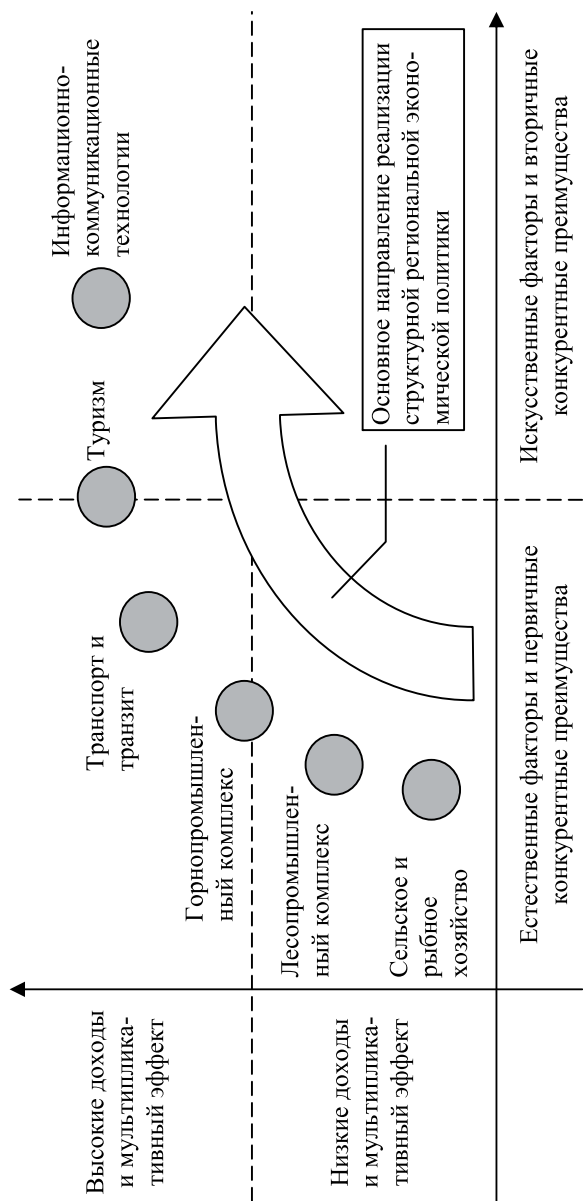 Высокие доходы
и мультиплика-
тивный эффект
Низкие доходы
и мультиплика-
тивный эффект
Информационно-
коммуникационные
технологии
Туризм
Транспорт и
транзит
Горнопромышлен-
ный комплекс
Лесопромышлен-
ный комплекс
Сельское и
рыбное
хозяйство
Основное направление реализации
структурной региональной эконо-
мической политики
Естественные факторы и первичные
конкурентные преимущества
Искусственные факторы и вторичные
конкурентные преимущества